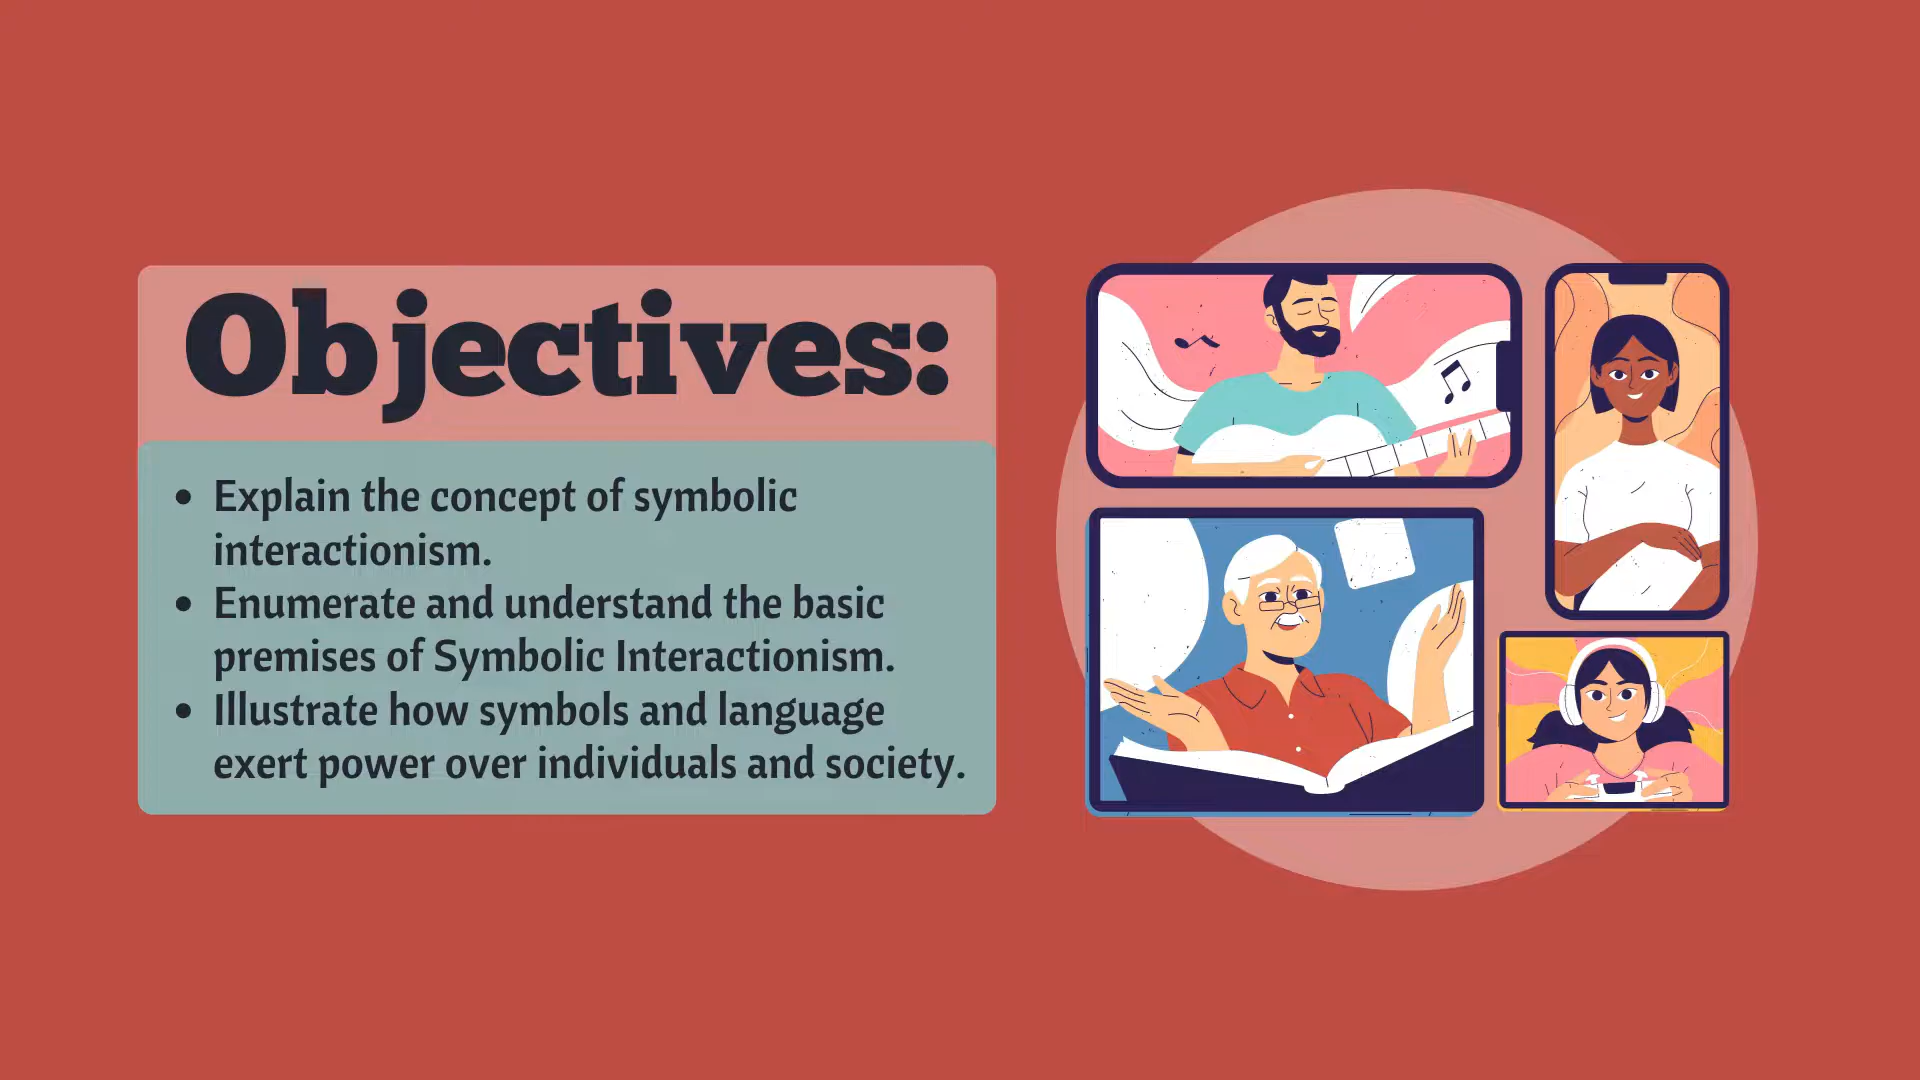 Objectives:
• Explain the concept of symbolic
interactionism.
• Enumerate and understand the basic
premises of Symbolic Interactionism.
• Illustrate how symbols and language
exert power over individuals and society.